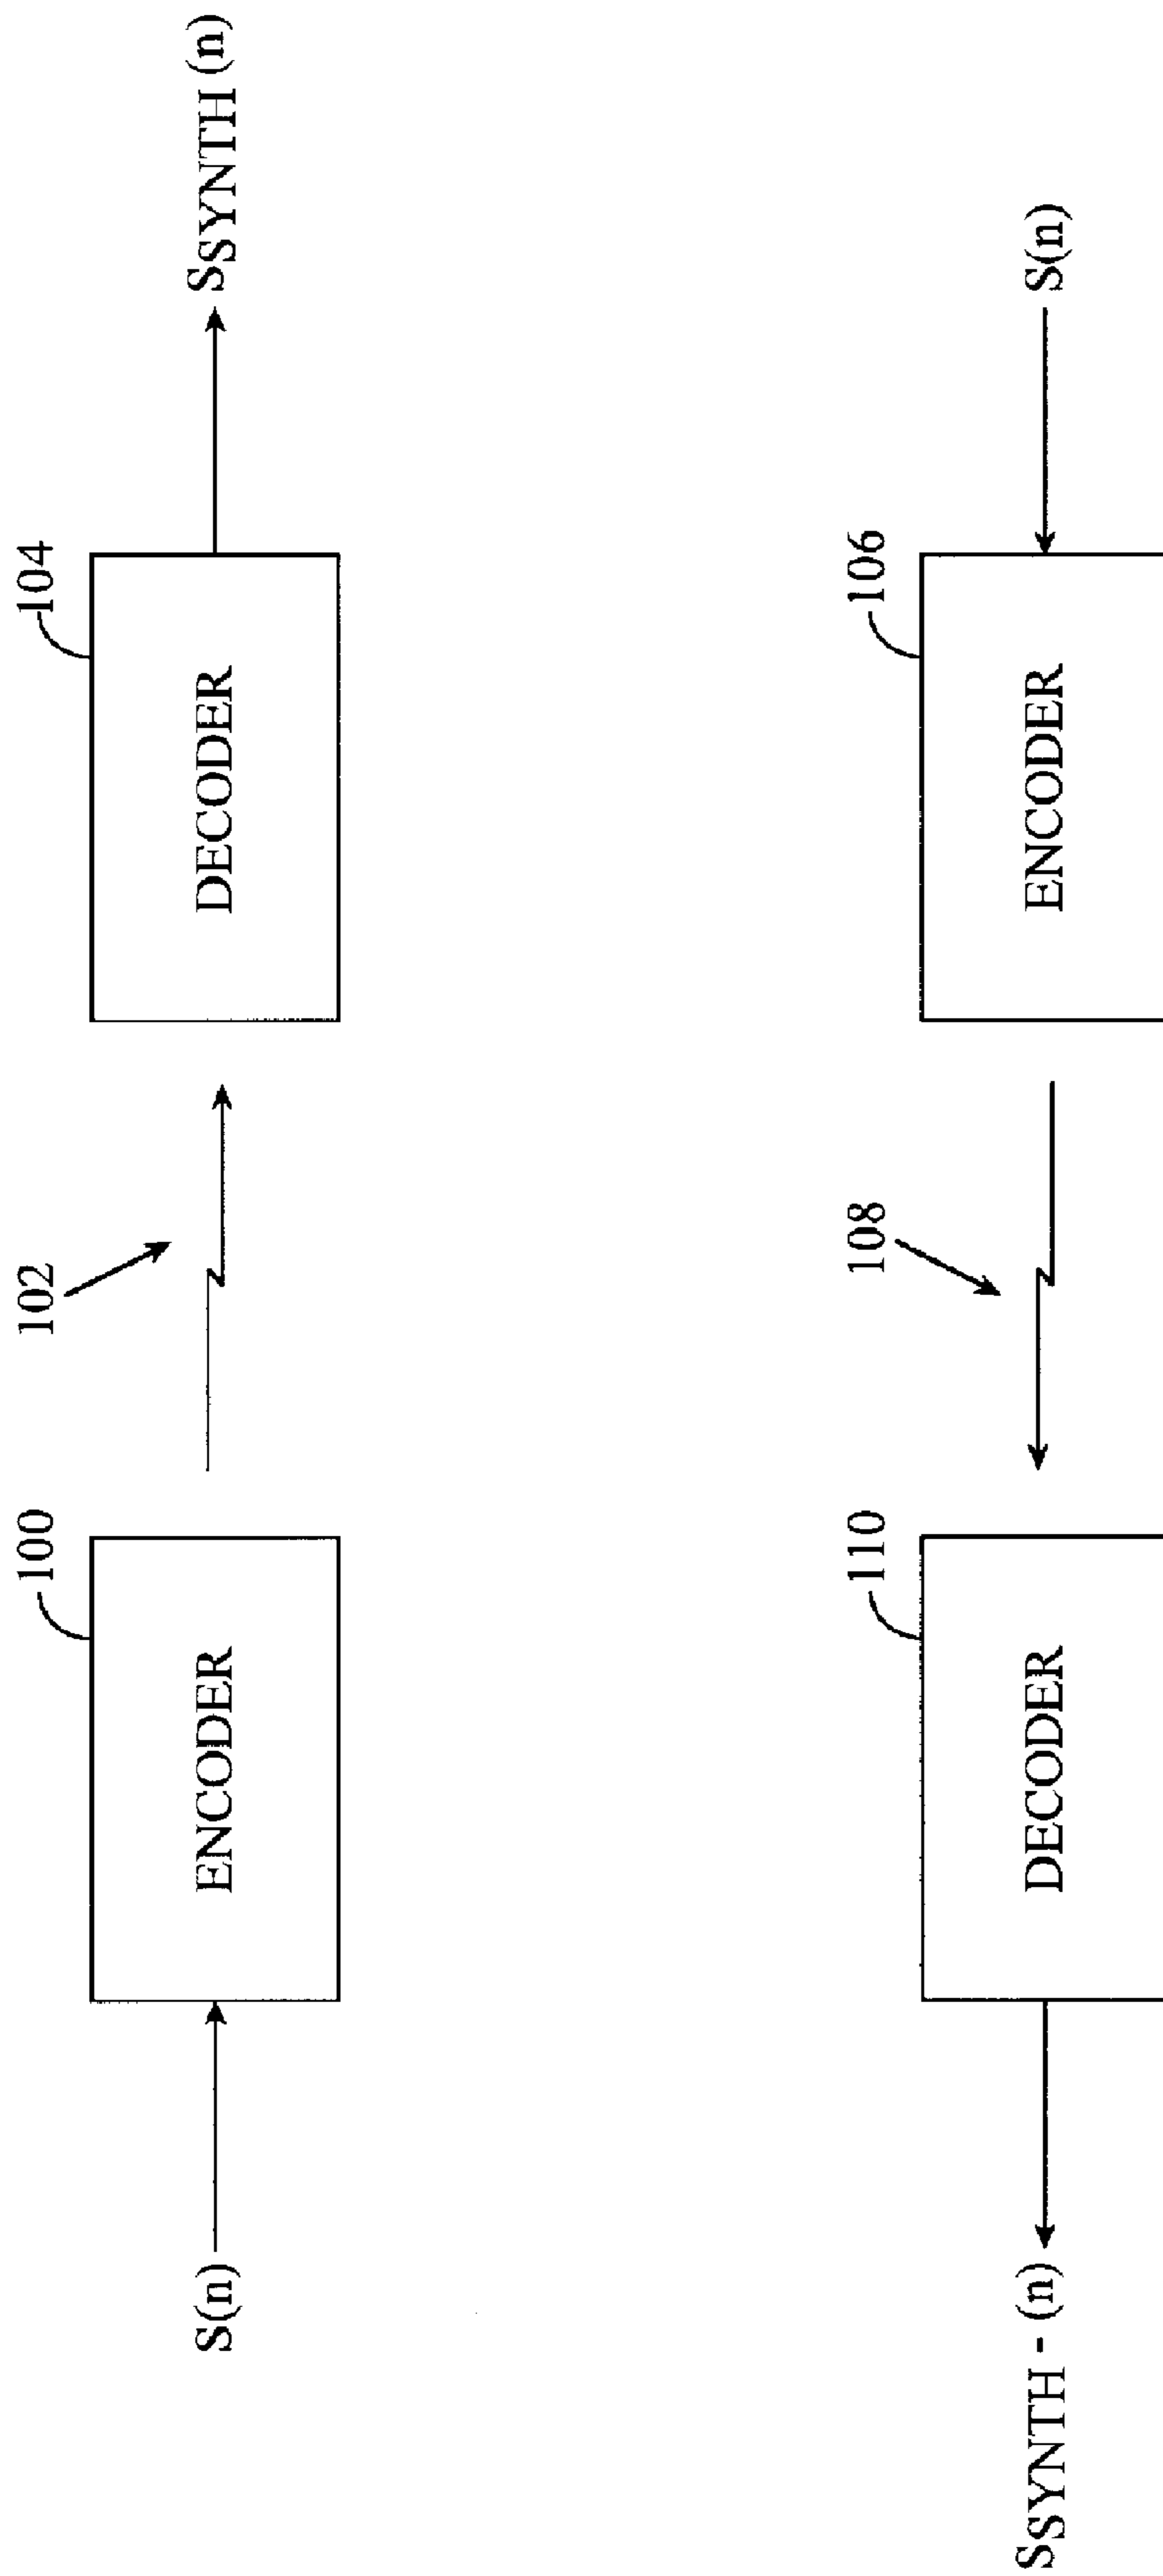 100
102
104
S(n)
ENCODER
DECODER
SSYNTH (n)
110
108
106
SSYNTH - (n)
DECODER
ENCODER
S(n)